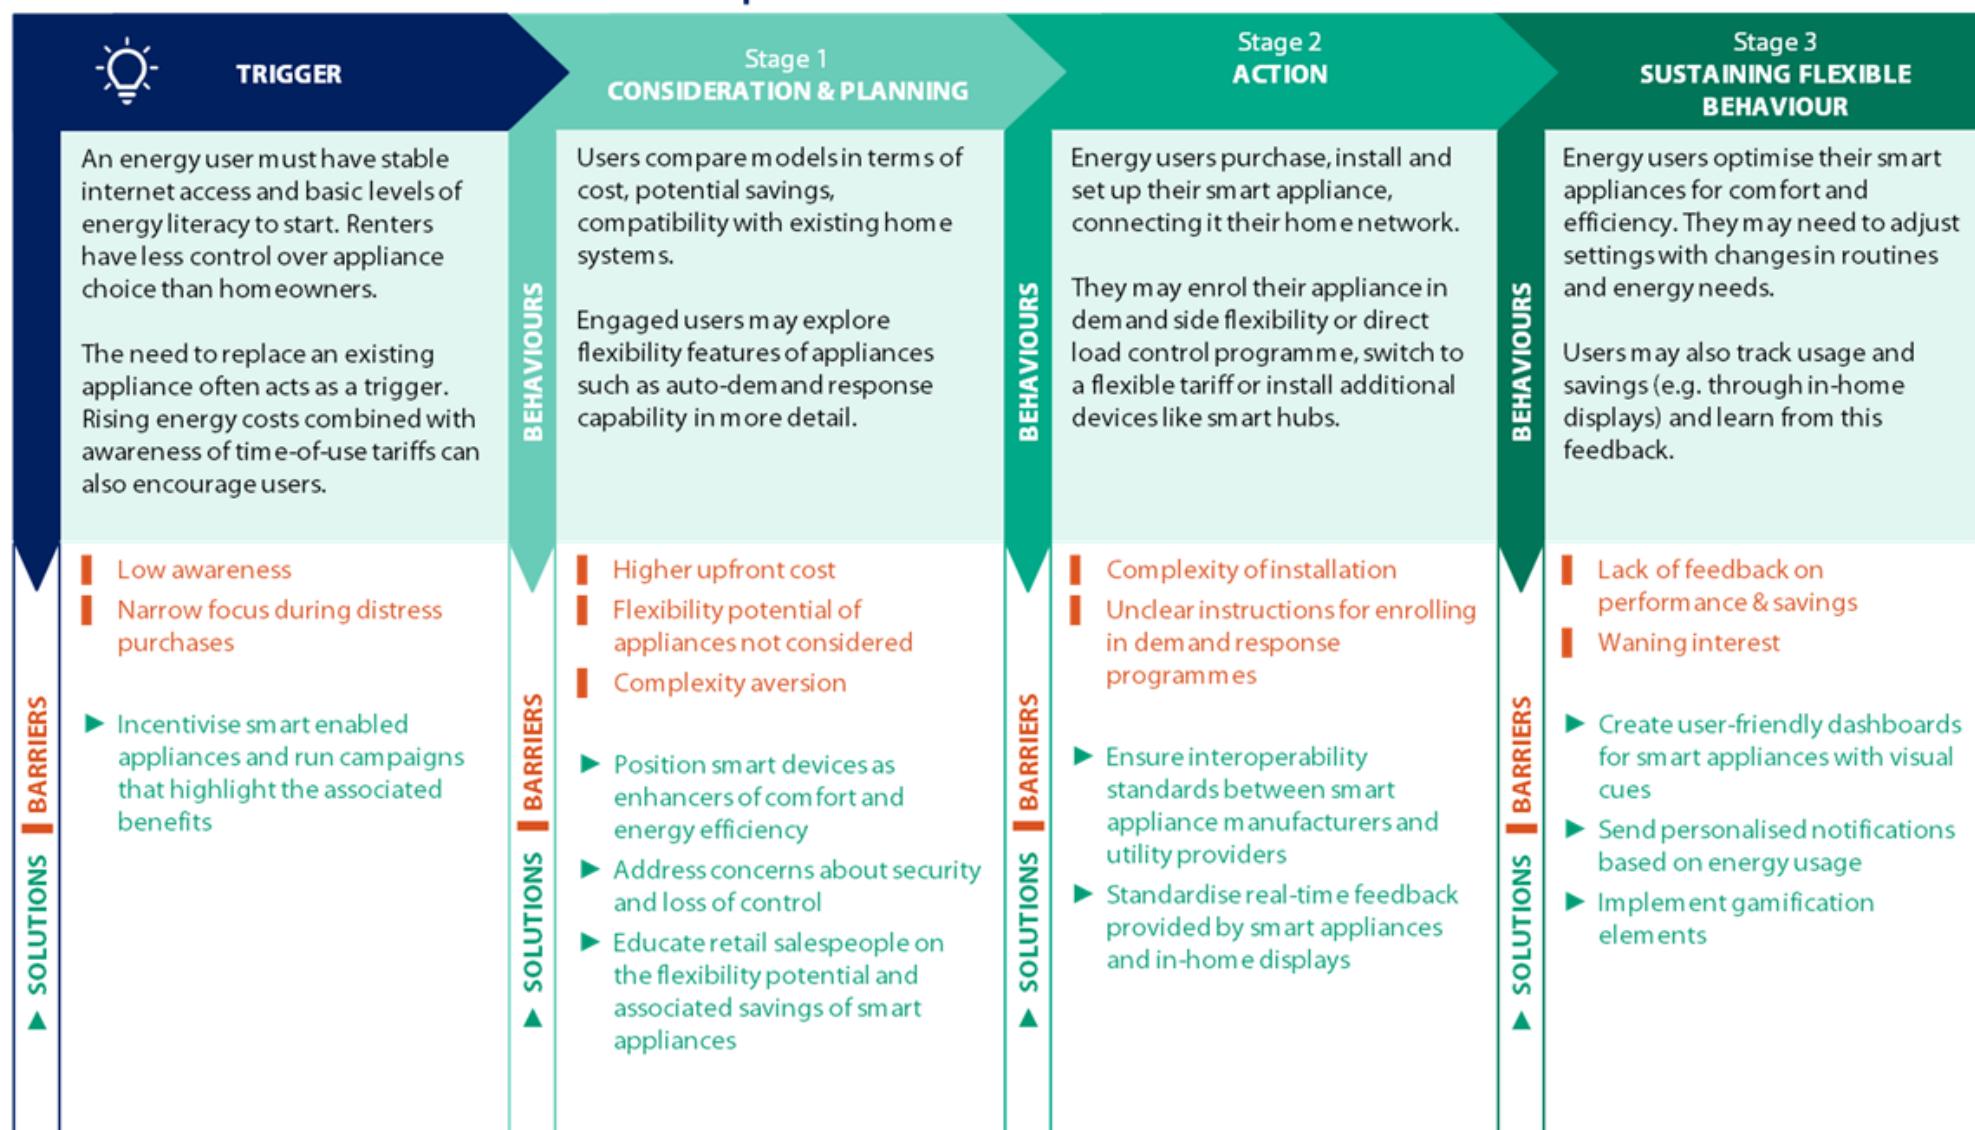 TRIGGER
An energy user must have stable
internet access and basic levels of
energy literacy to start. Renters
have less control over appliance
choice than homeowners.
The need to replace an existing
appliance often acts as a trigger.
Rising energy costs combined with
awareness of time-of-use tariffs can
also encourage users.
BARRIERS
Low awareness
Narrow focus during distress
purchases
SOLUTIONS
Incentivise smart enabled
appliances and run campaigns
that highlight the associated
benefits
Stage 1
CONSIDERATION & PLANNING
BEHAVIOURS
Users compare models in terms of
cost, potential savings,
compatibility with existing home
systems.
Engaged users may explore
flexibility features of appliances
such as auto-demand response
capability in more detail.
BARRIERS
Higher upfront cost
Flexibility potential of
appliances not considered
Complexity aversion
SOLUTIONS
Position smart devices as
enhancers of comfort and
energy efficiency
Address concerns about security
and loss of control
Educate retail salespeople on
the flexibility potential and
associated savings of smart
appliances
Stage 2
ACTION
BEHAVIOURS
Energy users purchase, install and
set up their smart appliance,
connecting it their home network.
They may enrol their appliance in
demand side flexibility or direct
load control programme, switch to
a flexible tariff or install additional
devices like smart hubs.
BARRIERS
Complexity of installation
Unclear instructions for enrolling
in demand response
programmes
SOLUTIONS
Ensure interoperability
standards between smart
appliance manufacturers and
utility providers
Standardise real-time feedback
provided by smart appliances
and in-home displays
Stage 3
SUSTAINING FLEXIBLE
BEHAVIOUR
BEHAVIOURS
Energy users optimise their smart
appliances for comfort and
efficiency. They may need to adjust
settings with changes in routines
and energy needs.
Users may also track usage and
savings (e.g. through in-home
displays) and learn from this
feedback.
BARRIERS
Lack of feedback on
performance & savings
Waning interest
SOLUTIONS
Create user-friendly dashboards
for smart appliances with visual
cues
Send personalised notifications
based on energy usage
Implement gamification
elements